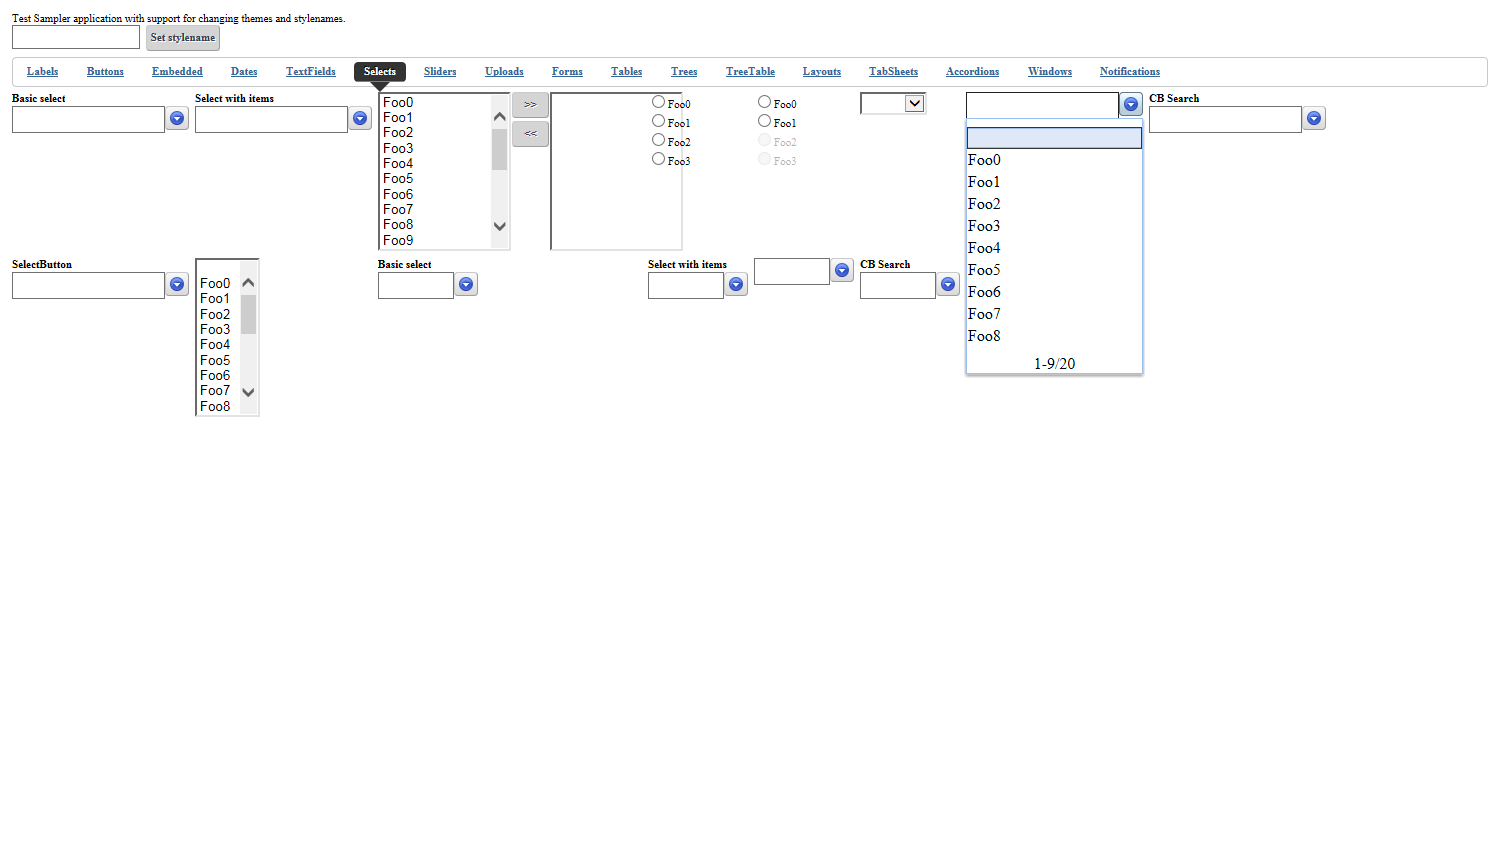 Test Sampler application with support for changing themes and stylenames.
Set stylename
Labels Buttons Embedded Dates TextFields Selects Sliders Uploads Forms Tables Trees TreeTable Layouts TabSheets Accordions Windows Notifications
Basic select
Select with items
Foo0
Foo1
Foo2
Foo3
Foo4
Foo5
Foo6
Foo7
Foo8
Foo9
>>
<<
Foo0
Foo1
Foo2
Foo3
Foo0
Foo1
Foo2
Foo3
Foo0
Foo1
Foo2
Foo3
Foo4
Foo5
Foo6
Foo7
Foo8
1-9/20
CB Search
SelectButton
Foo0
Foo1
Foo2
Foo3
Foo4
Foo5
Foo6
Foo7
Foo8
Basic select
Select with items
CB Search